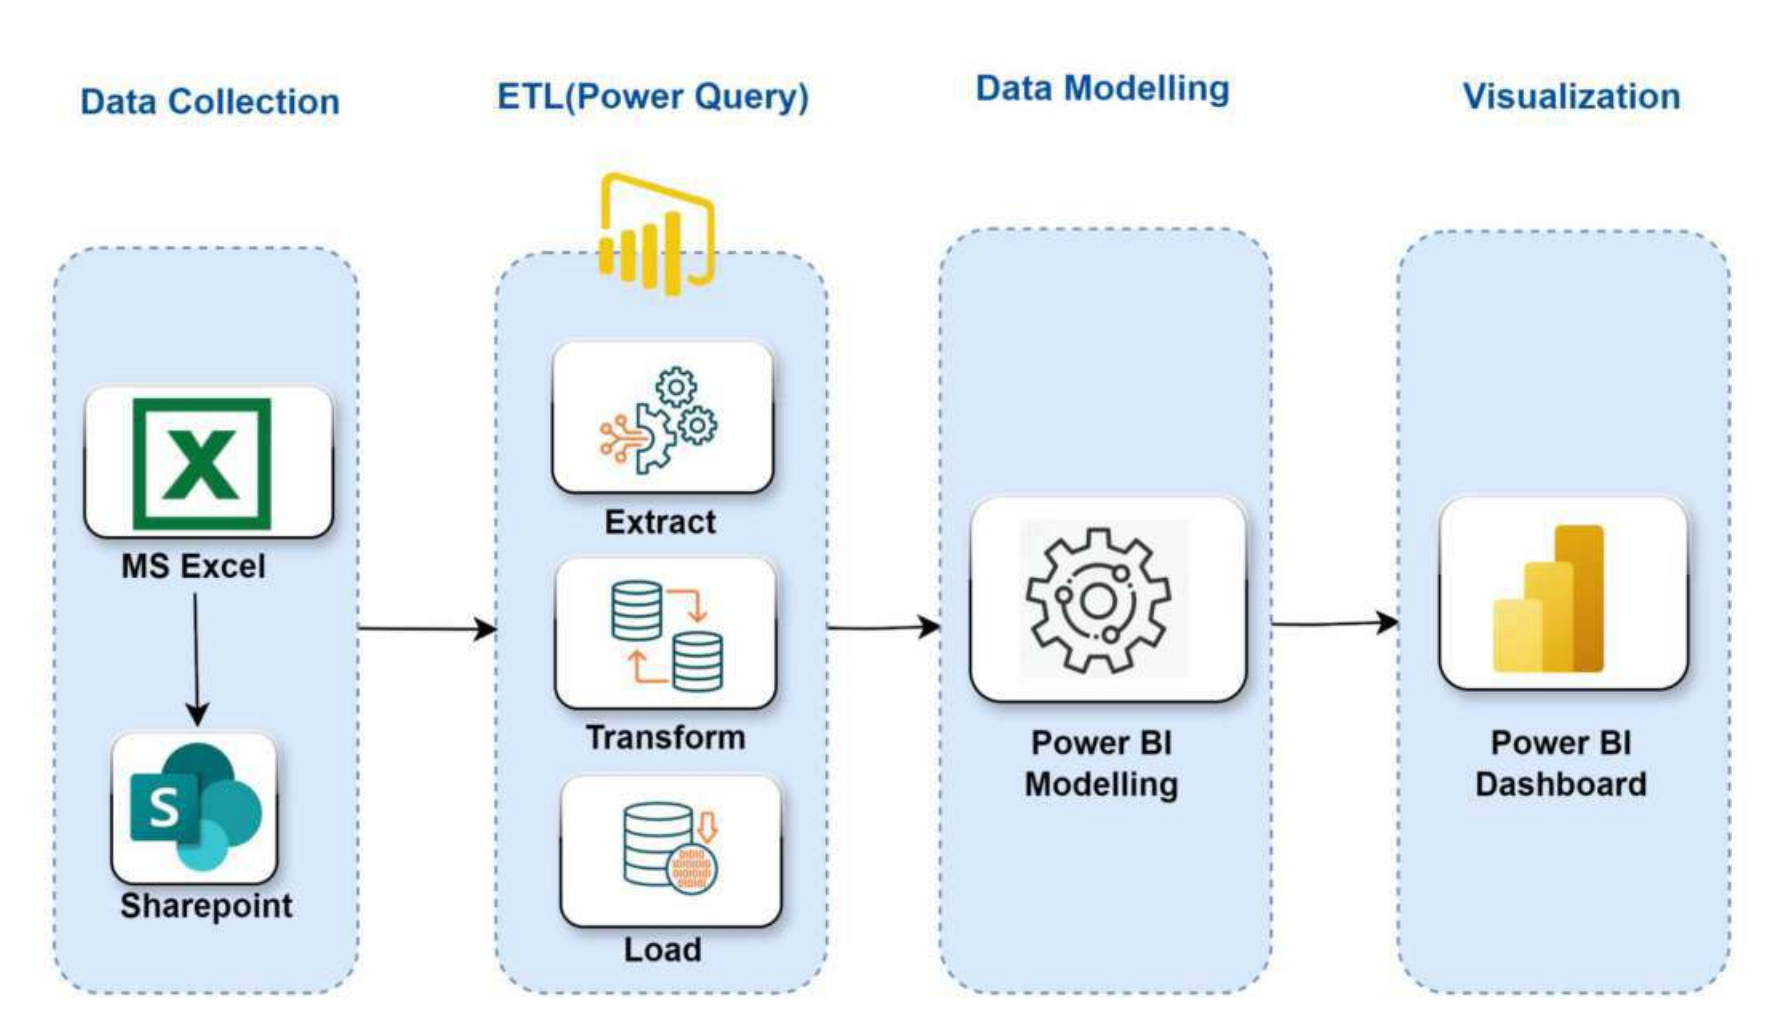 Data Collection
ETL(Power Query)
Data Modelling
Visualization
X
MS Excel
S
Sharepoint
Extract
Transform
Load
Power BI
Modelling
Power BI
Dashboard